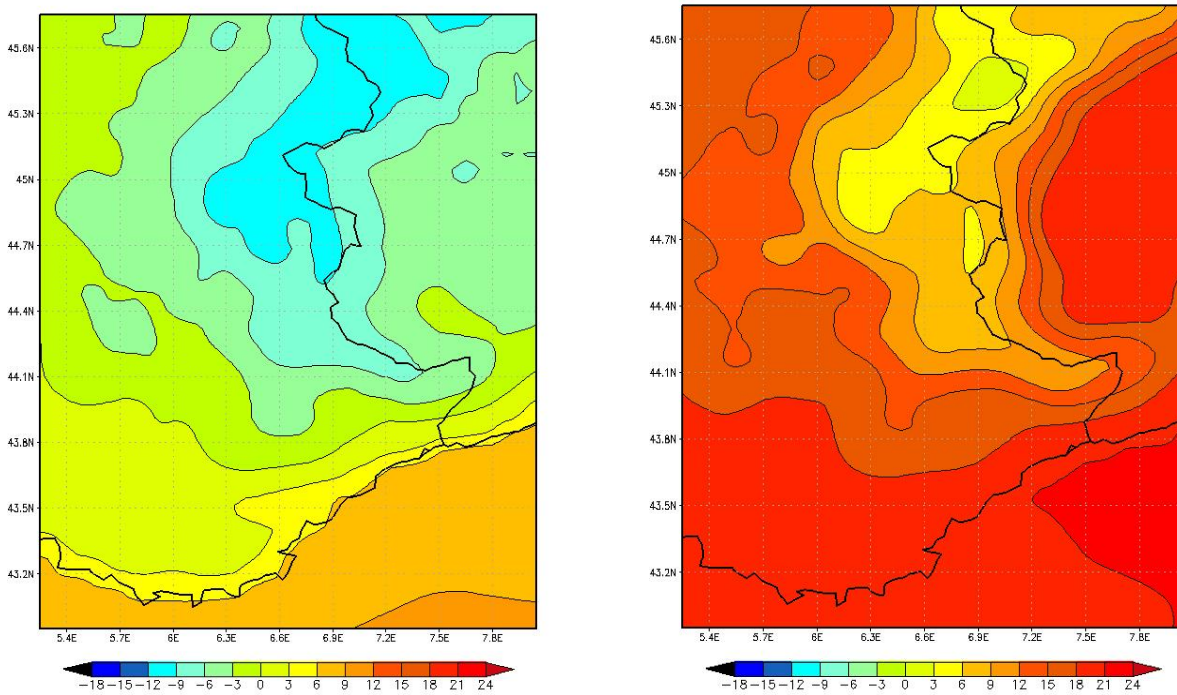 45.6N
45.3N
45N
44.7N
44.4N
44.1N
43.8N
43.5N
43.2N
5.4E 5.7E 6E 6.3E 6.6E 6.9E 7.2E 7.5E 7.8E
−18 −15 −12 −9 −6 −3 0 3 6 9 12 15 18 21 24
45.6N
45.3N
45N
44.7N
44.4N
44.1N
43.8N
43.5N
43.2N
5.4E 5.7E 6E 6.3E 6.6E 6.9E 7.2E 7.5E 7.8E
−18 −15 −12 −9 −6 −3 0 3 6 9 12 15 18 21 24